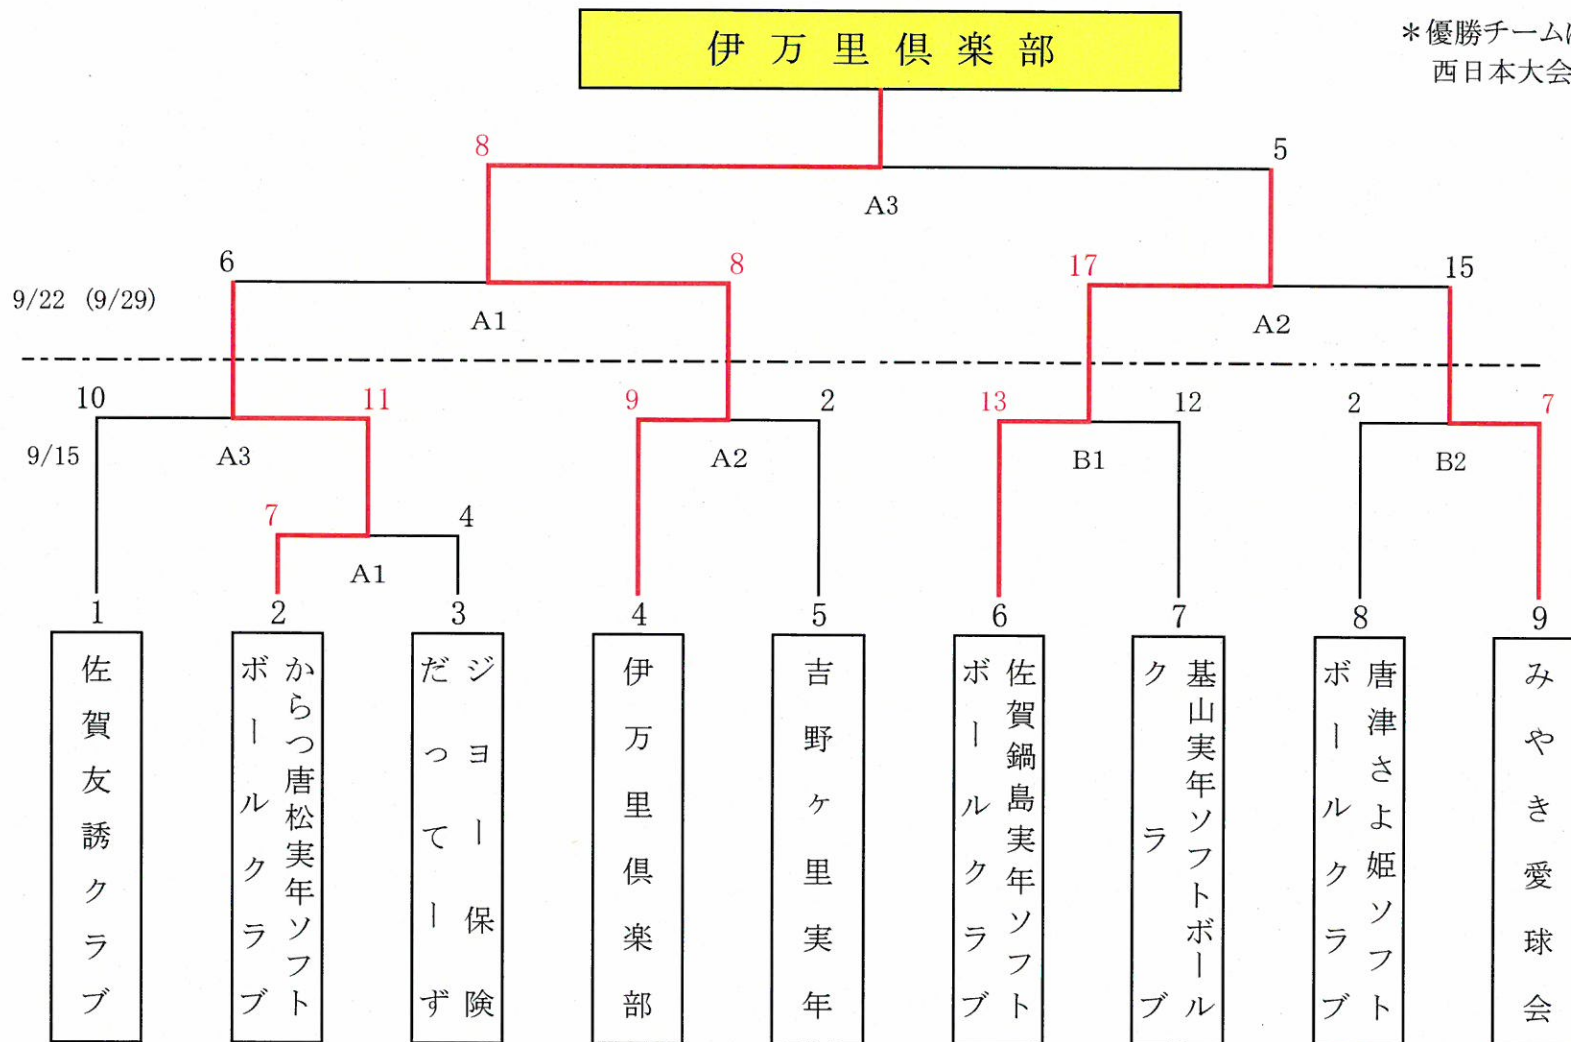 伊万里倶楽部
*優勝チームは
西日本大会
8
5
A3
6
8
17
15
9/22 (9/29)
A1
A2
10
11
9
2
13
12
2
7
9/15
A3
A2
B1
B2
7
4
A1
1
2
3
4
5
6
7
8
9
佐賀友誘クラブ
からつ唐松実年ソフト
ボールクラブ
ジョー保険
だってーず
伊万里倶楽部
吉野ヶ里実年
佐賀鍋島実年ソフト
ボールクラブ
基山実年ソフトボール
クラブ
唐津さよ姫ソフト
ボールクラブ
みやき愛球会